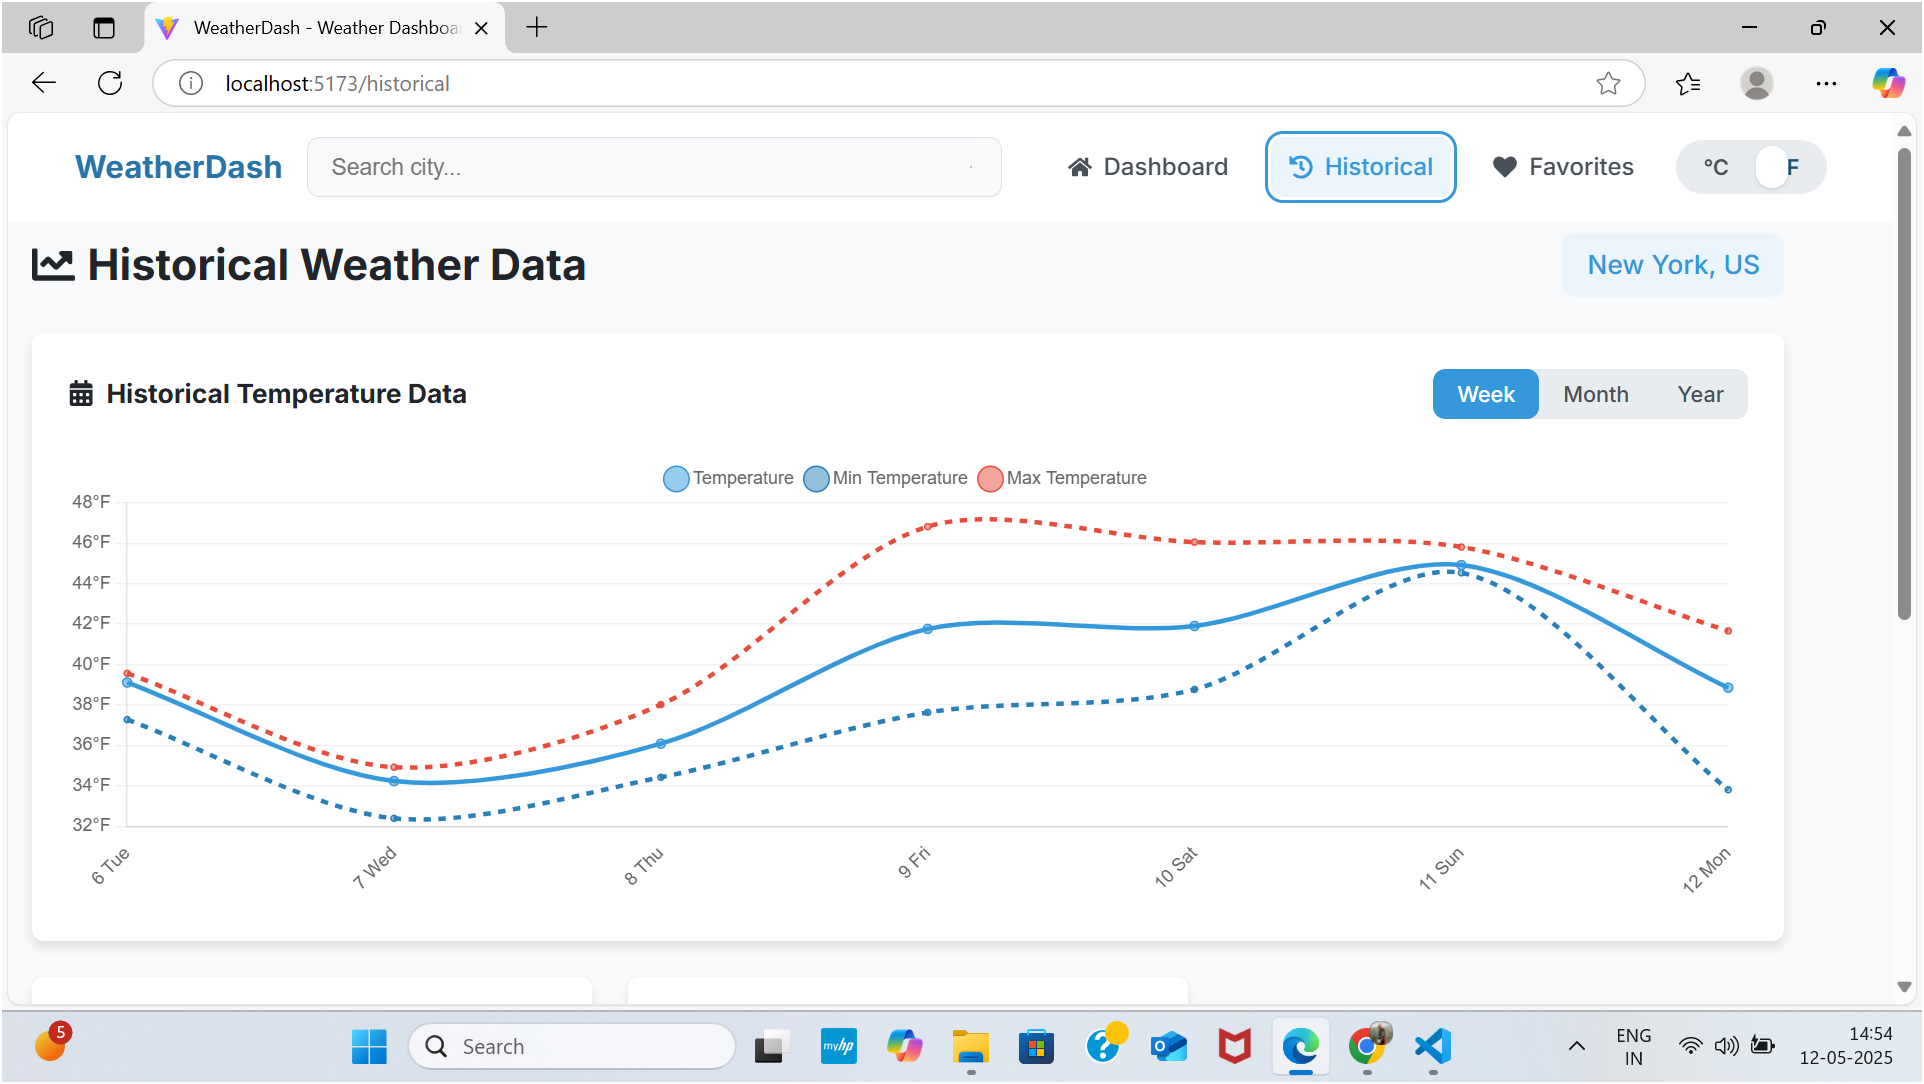 WeatherDash - Weather Dashboa
localhost:5173/historical
WeatherDash
Search city...
Dashboard
Historical
Favorites
°C
F
Historical Weather Data
New York, US
Historical Temperature Data
Week
Month
Year
Temperature
Min Temperature
Max Temperature
48°F
46°F
44°F
42°F
40°F
38°F
36°F
34°F
32°F
6 Tue
7 Wed
8 Thu
9 Fri
10 Sat
11 Sun
12 Mon
5
Search
myhp
ENG
IN
14:54
12-05-2025